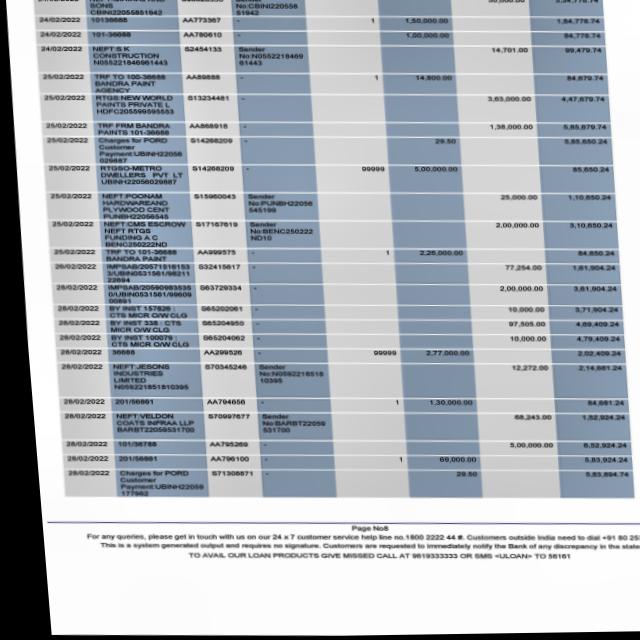 SONS
CBINI22055851942 No:CBINI220558
51942
24/02/2022 10136688 AA773367 - 1 1,50,000.00 1,84,778.74
24/02/2022 101-36688 AA780610 - 1,00,000.00 84,778.74
24/02/2022 NEFT:S K S2454133 Sender 14,701.00 99,479.74
CONSTRUCTION No:N0552218469
N055221846961443 61443
25/02/2022 TRF TO 100-36688 AA89888 - 1 14,800.00 84,679.74
BANDRA PAINT
AGENCY
25/02/2022 RTGS:NEW WORLD S13234481 - 3,63,000.00 4,47,679.74
PAINTS PRIVATE L
HDFC205599595553
25/02/2022 TRF FRM BANDRA AA868918 - 1,38,000.00 5,85,679.74
PAINTS 101-36688
25/02/2022 Charges for PORD S14268209 - 29.50 5,85,650.24
Customer
Payment:UBINH22056
029887
25/02/2022 RTGSO-METRO S14268209 - 99999 5,00,000.00 85,650.24
DWELLERS PVT LT
UBINH22056029887
25/02/2022 NEFT:POONAM S15960043 Sender 25,000.00 1,10,650.24
HARDWAREAND No:PUNBH22056
PLYWOOD CENT 545199
PUNBH22056545
25/02/2022 NEFT:CMS ESCROW S17167619 Sender 2,00,000.00 3,10,650.24
NEFT RTGS No:BENC250222
FUNDING A C ND10
BENC250222ND
25/02/2022 TRF TO 101-36688 AA999575 - 1 2,26,000.00 84,650.24
BANDRA PAINT
26/02/2022 IMPSAB/20571818153 S32415617 - 77,254.00 1,61,904.24
3/UBIN0531561/98211
22694
26/02/2022 IMPSAB/20590983535 S63729334 - 2,00,000.00 3,61,904.24
0/UBIN0531561/99609
00891
28/02/2022 BY INST 157826 : S65202061 - 10,000.00 3,71,904.24
CTS MICR O/W CLG
28/02/2022 BY INST 338 : CTS S65204950 - 97,505.00 4,69,409.24
MICR O/W CLG
28/02/2022 BY INST 100079 : S65204062 - 10,000.00 4,79,409.24
CTS MICR O/W CLG
28/02/2022 36688 AA299526 - 99999 2,77,000.00 2,02,409.24
28/02/2022 NEFT:JESONS S70345246 Sender 12,272.00 2,14,681.24
INDUSTRIES No:N0592218518
LIMITED 10395
N059221851810395
28/02/2022 201/56661 AA794656 - 1 1,30,000.00 84,681.24
28/02/2022 NEFT:VELDON S70997677 Sender 68,243.00 1,52,924.24
COATS INFRAA LLP No:BARBT22059
BARBT22059531700 531700
28/02/2022 101/36788 AA795269 - 5,00,000.00 6,52,924.24
28/02/2022 201/56661 AA796100 - 1 69,000.00 5,83,924.24
28/02/2022 Charges for PORD S71306871 - 29.50 5,83,894.74
Customer
Payment:UBINH22059
177962
Page No8
For any queries, please get in touch with us on our 24 x 7 customer service help line no.1800 2222 44 #. Customers outside India need to dial +91 80
This is a system generated output and requires no signature. Customers are requested to immediately notify the Bank of any discrepancy in the
TO AVAIL OUR LOAN PRODUCTS GIVE MISSED CALL AT 9619333333 OR SMS <ULOAN> TO 56161